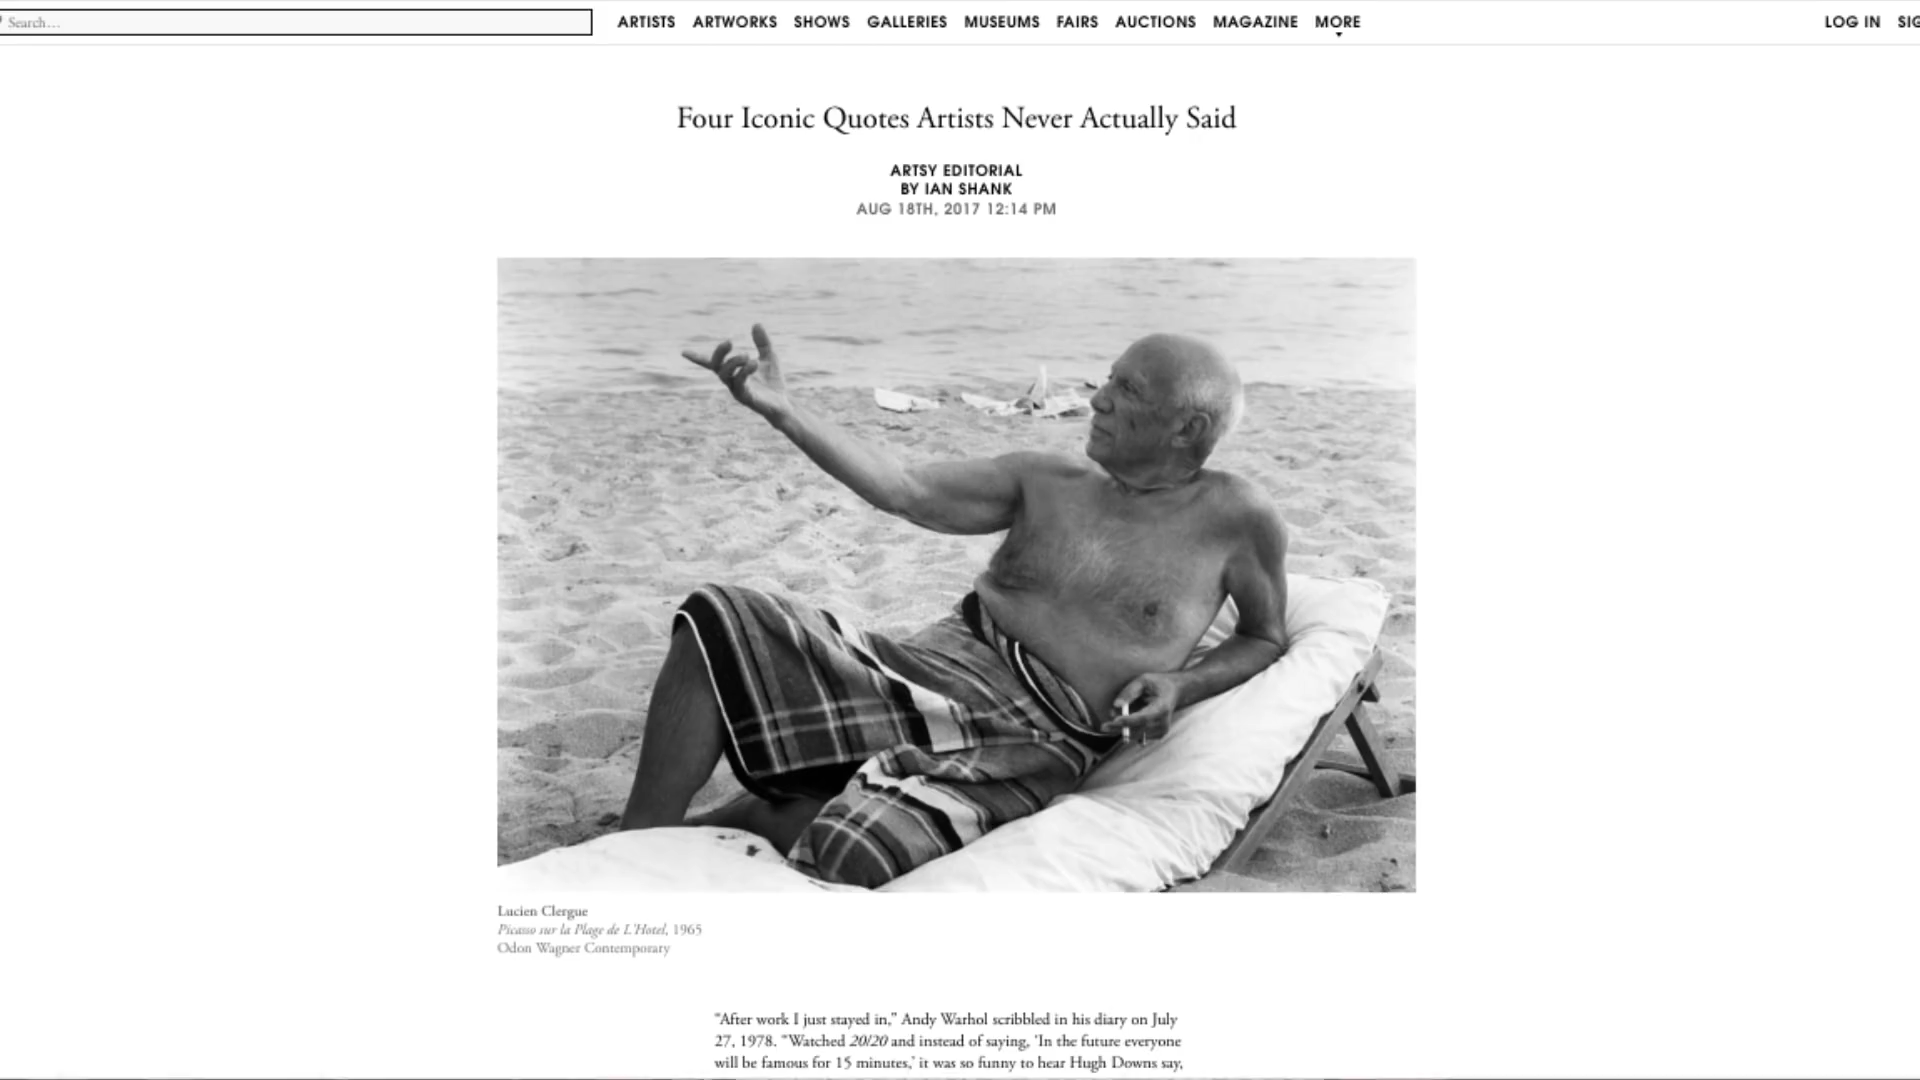 Search...
ARTISTS ARTWORKS SHOWS GALLERIES MUSEUMS FAIRS AUCTIONS MAGAZINE MORE
LOG IN SIG
Four Iconic Quotes Artists Never Actually Said
ARTSY EDITORIAL
BY IAN SHANK
AUG 18TH, 2017 12:14 PM
Lucien Clergue
Picasso sur la Plage de L'Hotel, 1965
Odon Wagner Contemporary
“After work I just stayed in,” Andy Warhol scribbled in his diary on July
27, 1978. “Watched 20/20 and instead of saying, ‘In the future everyone
will be famous for 15 minutes,’ it was so funny to hear Hugh Downs say,